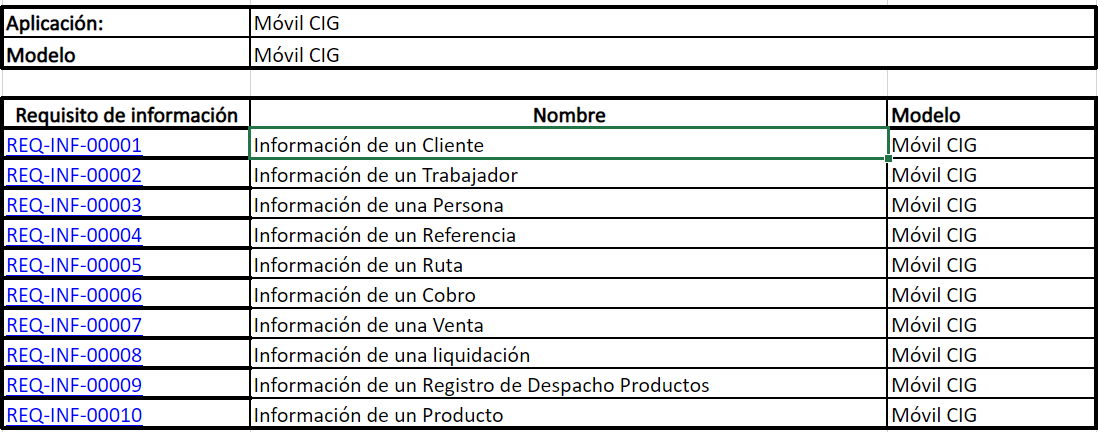 Aplicación: Móvil CIG
Modelo Móvil CIG
Requisito de información Nombre Modelo
REQ-INF-00001 Información de un Cliente Móvil CIG
REQ-INF-00002 Información de un Trabajador Móvil CIG
REQ-INF-00003 Información de una Persona Móvil CIG
REQ-INF-00004 Información de un Referencia Móvil CIG
REQ-INF-00005 Información de un Ruta Móvil CIG
REQ-INF-00006 Información de un Cobro Móvil CIG
REQ-INF-00007 Información de una Venta Móvil CIG
REQ-INF-00008 Información de una liquidación Móvil CIG
REQ-INF-00009 Información de un Registro de Despacho Productos Móvil CIG
REQ-INF-00010 Información de un Producto Móvil CIG